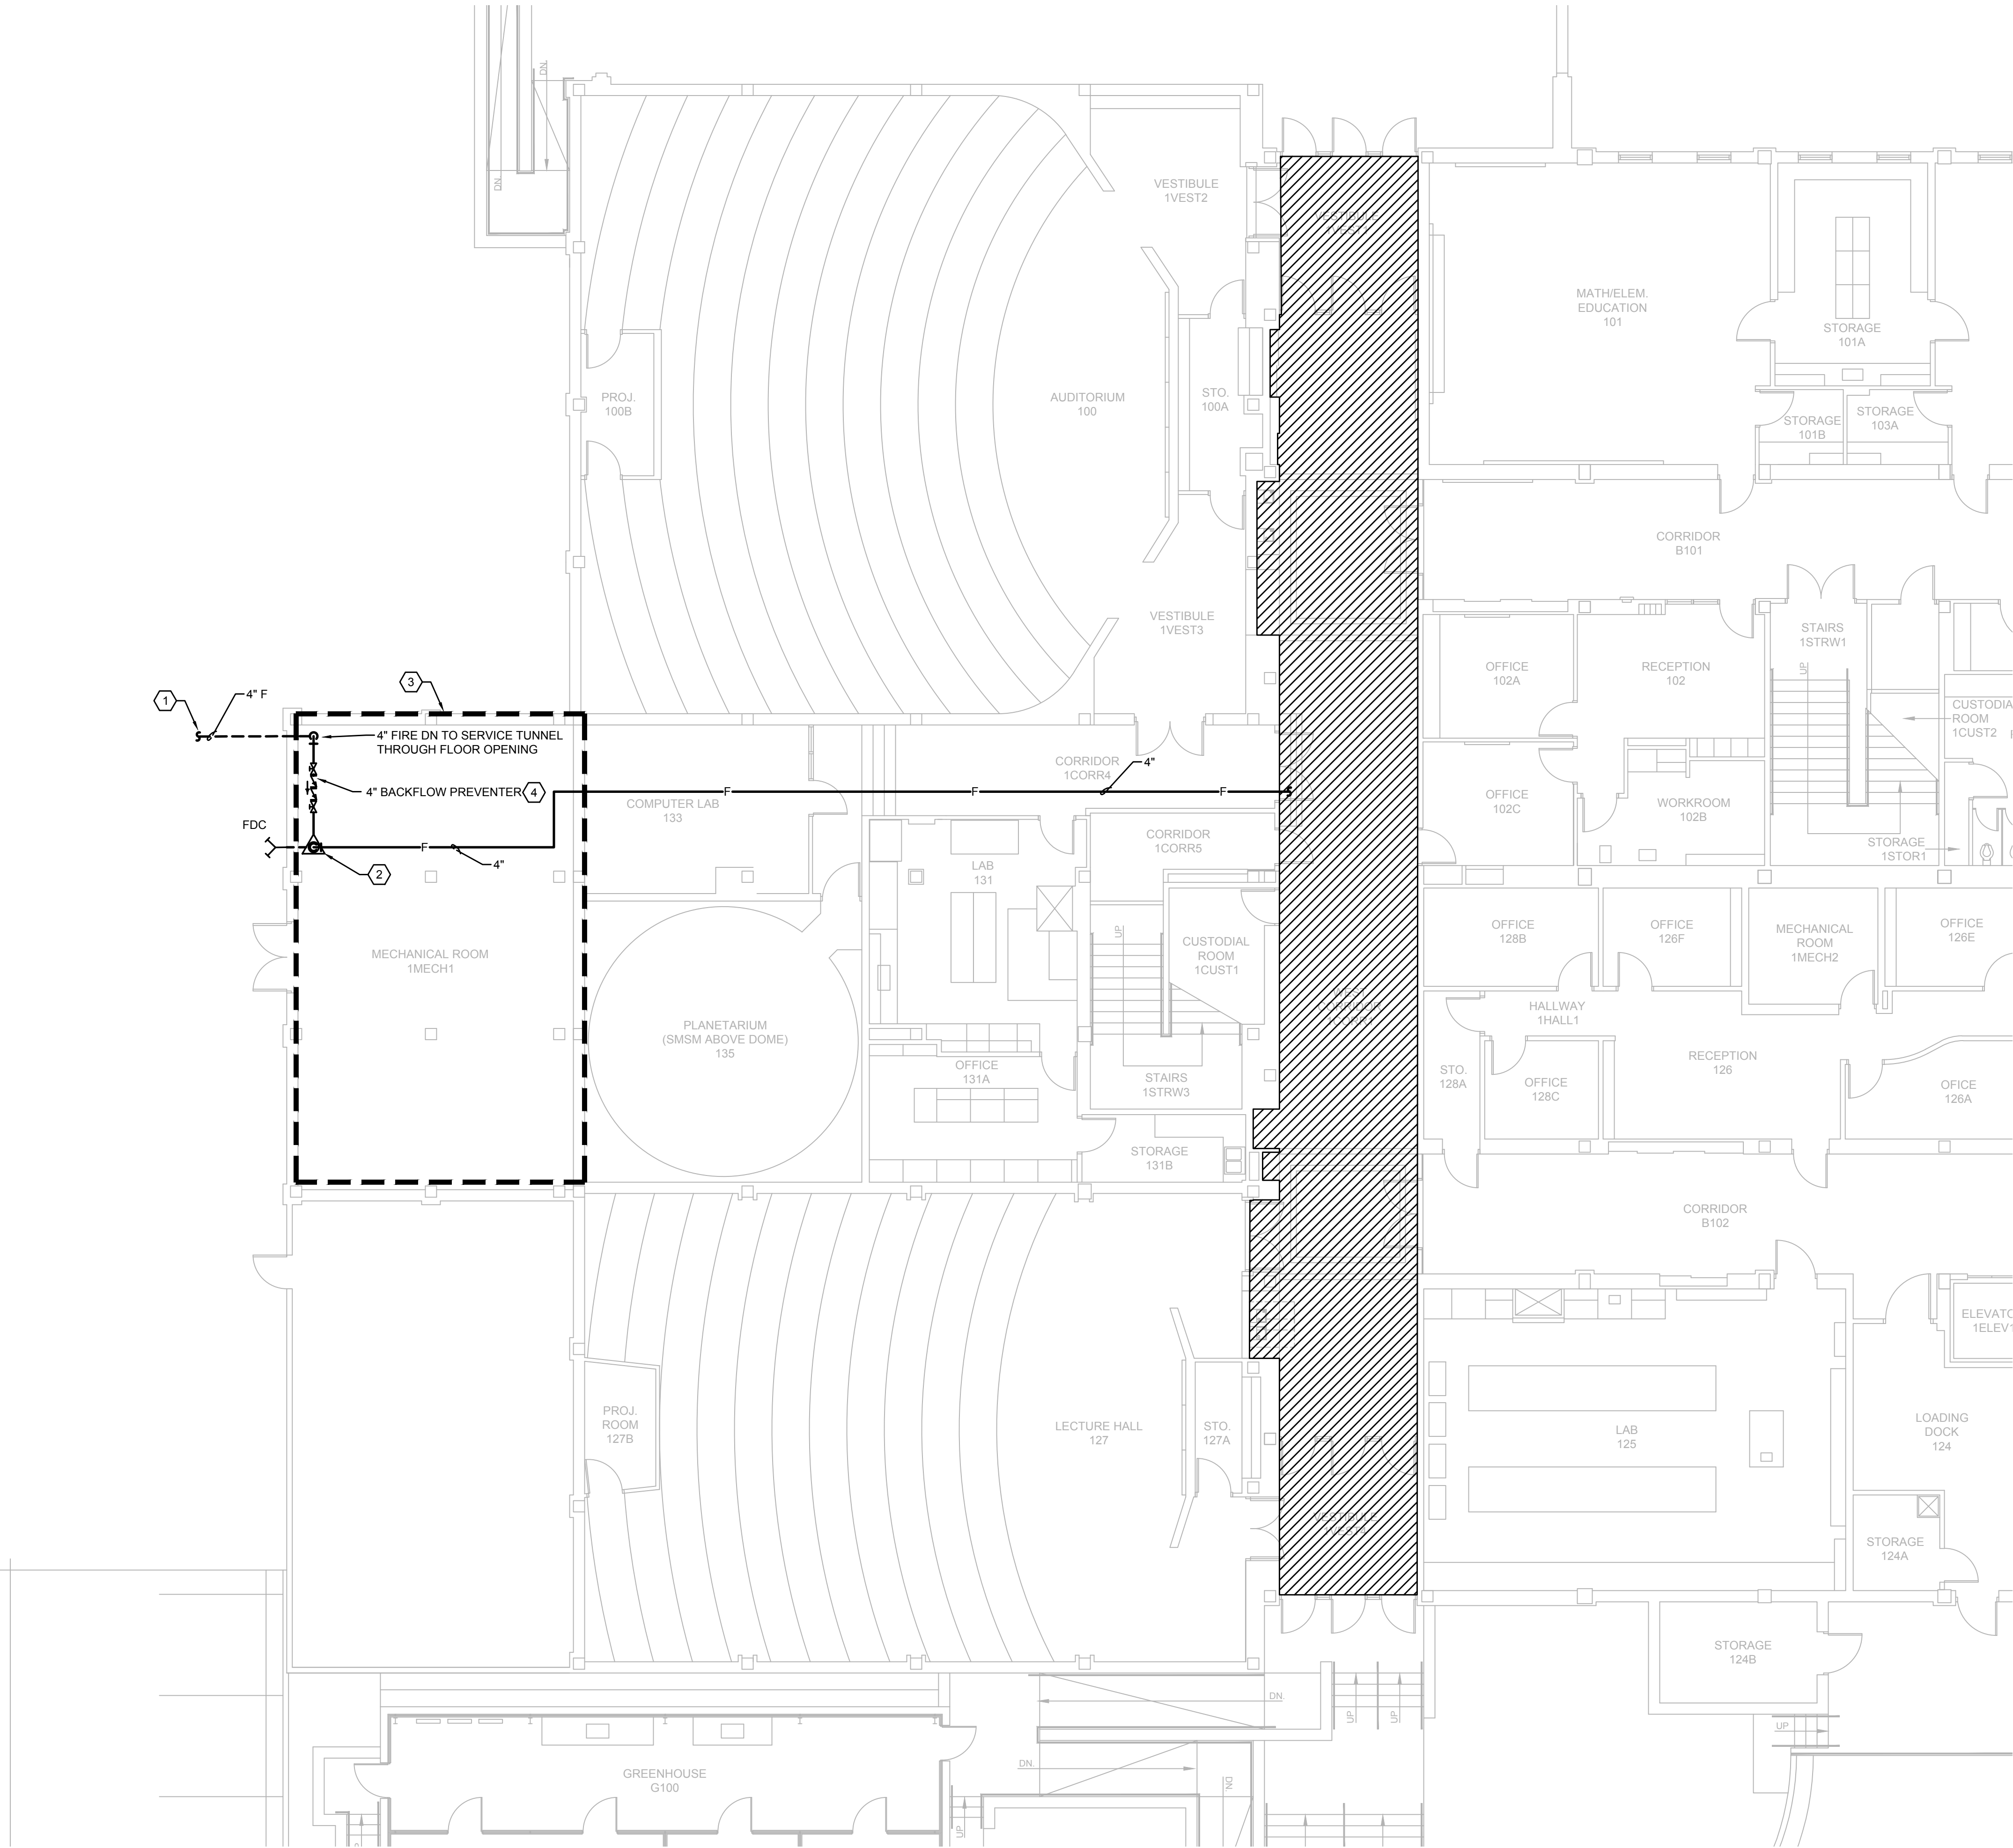 DN.
DN.
VESTIBULE
1VEST2
VESTIBULE
1VEST1
MATH/ELEM.
EDUCATION
101
STORAGE
101A
PROJ.
100B
AUDITORIUM
100
STO.
100A
STORAGE
101B
STORAGE
103A
CORRIDOR
B101
VESTIBULE
1VEST3
STAIRS
1STRW1
UP
OFFICE
102A
RECEPTION
102
CUSTODIA
ROOM
1CUST2
1
4" F
3
4" FIRE DN TO SERVICE TUNNEL
THROUGH FLOOR OPENING
CORRIDOR
1CORR4
4"
4" BACKFLOW PREVENTER
4
F
F
F
COMPUTER LAB
133
OFFICE
102C
WORKROOM
102B
FDC
F
4"
2
CORRIDOR
1CORR5
STORAGE
1STOR1
LAB
131
MECHANICAL ROOM
1MECH1
UP
CUSTODIAL
ROOM
1CUST1
OFFICE
128B
OFFICE
126F
MECHANICAL
ROOM
1MECH2
OFFICE
126E
WEST
CORRIDOR
HALLWAY
1HALL1
PLANETARIUM
(SMSM ABOVE DOME)
135
OFFICE
131A
STAIRS
1STRW3
STO.
128A
OFFICE
128C
RECEPTION
126
OFICE
126A
STORAGE
131B
CORRIDOR
B102
ELEVATO
1ELEV1
PROJ.
ROOM
127B
LECTURE HALL
127
STO.
127A
LAB
125
LOADING
DOCK
124
VESTIBULE
STORAGE
124A
STORAGE
124B
DN.
UP
UP
UP
GREENHOUSE
G100
DN.
DN
UP